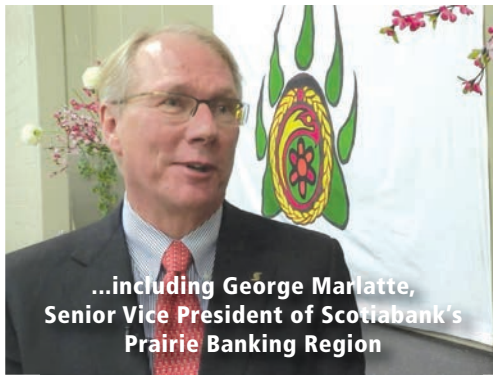 ...including George Marlatte,
Senior Vice President of Scotiabank's
Prairie Banking Region